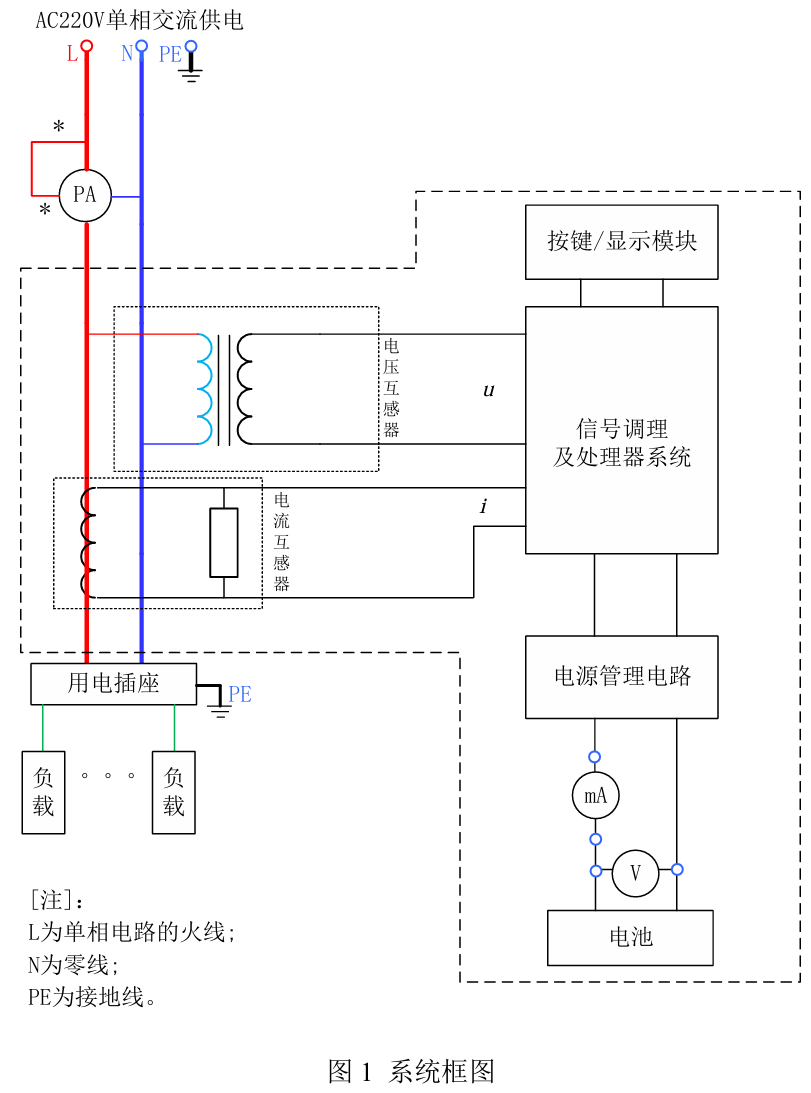 AC220V单相交流供电
L
N
PE
*
PA
*
按键/显示模块
电压互感器
u
信号调理
及处理器系统
i
电流互感器
用电插座
PE
电源管理电路
负载
。。。
负载
mA
V
电池
[注]:
L为单相电路的火线;
N为零线;
PE为接地线。
图 1 系统框图